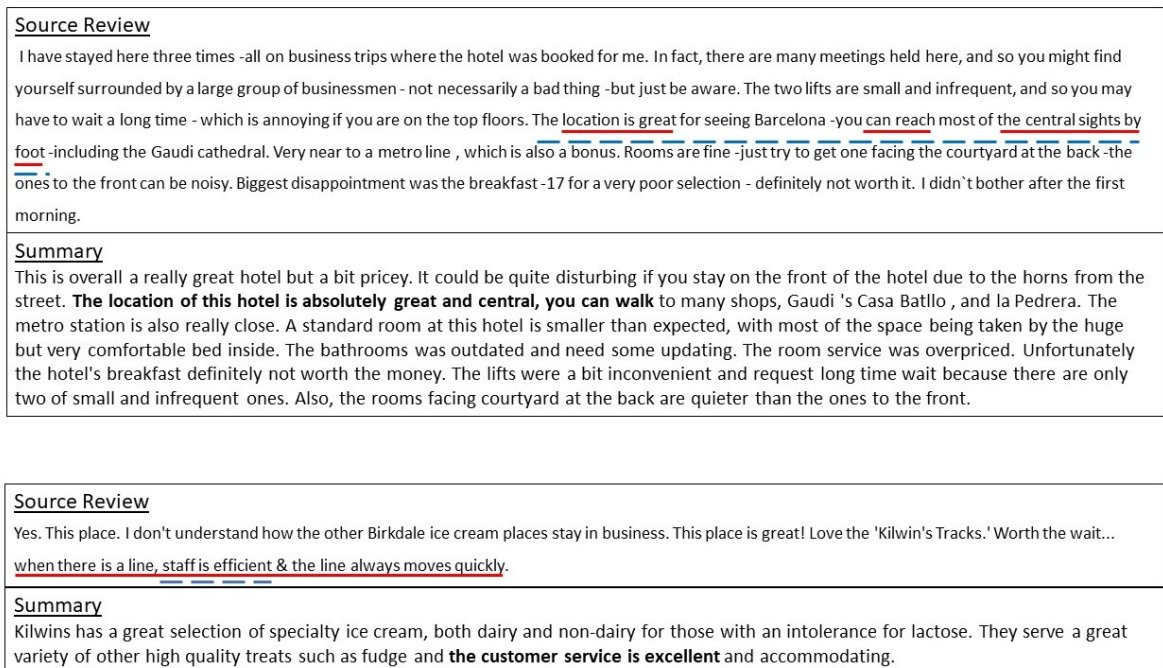 Source Review
I have stayed here three times -all on business trips where the hotel was booked for me. In fact, there are many meetings held here, and so you might find
yourself surrounded by a large group of businessmen - not necessarily a bad thing -but just be aware. The two lifts are small and infrequent, and so you may
have to wait a long time - which is annoying if you are on the top floors. The location is great for seeing Barcelona -you can reach most of the central sights by
foot -including the Gaudi cathedral. Very near to a metro line , which is also a bonus. Rooms are fine -just try to get one facing the courtyard at the back -the
ones to the front can be noisy. Biggest disappointment was the breakfast -17 for a very poor selection - definitely not worth it. I didn`t bother after the first
morning.
Summary
This is overall a really great hotel but a bit pricey. It could be quite disturbing if you stay on the front of the hotel due to the horns from the
street. The location of this hotel is absolutely great and central, you can walk to many shops, Gaudi 's Casa Batllo , and la Pedrera. The
metro station is also really close. A standard room at this hotel is smaller than expected, with most of the space being taken by the huge
but very comfortable bed inside. The bathrooms was outdated and need some updating. The room service was overpriced. Unfortunately
the hotel's breakfast definitely not worth the money. The lifts were a bit inconvenient and request long time wait because there are only
two of small and infrequent ones. Also, the rooms facing courtyard at the back are quieter than the ones to the front.
Source Review
Yes. This place. I don't understand how the other Birkdale ice cream places stay in business. This place is great! Love the 'Kilwin's Tracks.' Worth the wait...
when there is a line, staff is efficient & the line always moves quickly.
Summary
Kilwins has a great selection of specialty ice cream, both dairy and non-dairy for those with an intolerance for lactose. They serve a great
variety of other high quality treats such as fudge and the customer service is excellent and accommodating.